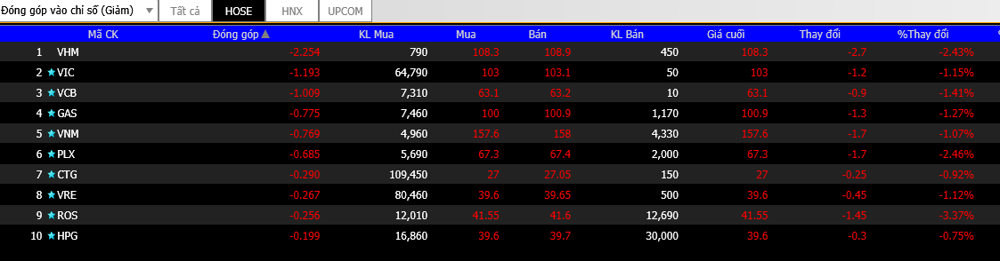 Đóng góp vào chỉ số (Giảm) Tất cả HOSE HNX UPCOM
Mã CK Đóng góp KL Mua Mua Bán KL Bán Giá cuối Thay đổi %Thay đổi
1 VHM -2.254 790 108.3 108.9 450 108.3 -2.7 -2.43%
2 VIC -1.193 64,790 103 103.1 50 103 -1.2 -1.15%
3 VCB -1.009 7,310 63.1 63.2 10 63.1 -0.9 -1.41%
4 GAS -0.775 7,460 100 100.9 1,170 100.9 -1.3 -1.27%
5 VNM -0.769 4,960 157.6 158 4,330 157.6 -1.7 -1.07%
6 PLX -0.685 5,690 67.3 67.4 2,000 67.3 -1.7 -2.46%
7 CTG -0.290 109,450 27 27.05 150 27 -0.25 -0.92%
8 VRE -0.267 80,460 39.6 39.65 500 39.6 -0.45 -1.12%
9 ROS -0.256 12,010 41.55 41.6 12,690 41.55 -1.45 -3.37%
10 HPG -0.199 16,860 39.6 39.7 30,000 39.6 -0.3 -0.75%